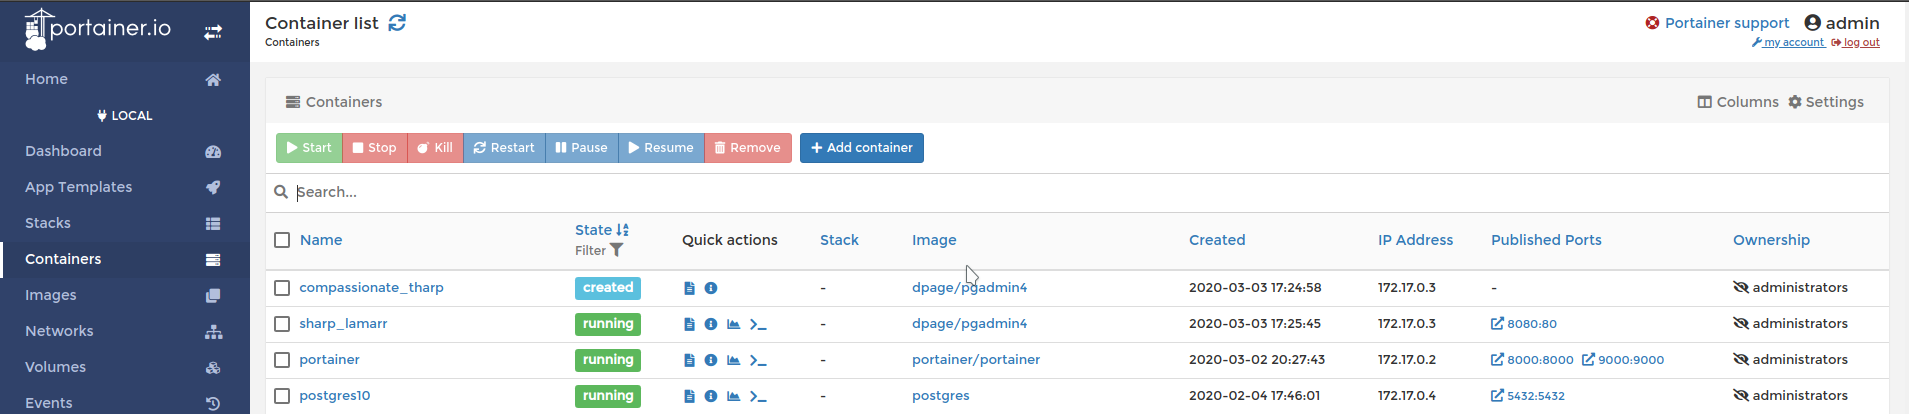 portainer.io
Container list
Containers
Portainer support admin
my account log out
Home
LOCAL
Dashboard
App Templates
Stacks
Containers
Images
Networks
Volumes
Events
Containers
Columns Settings
Start Stop Kill Restart Pause Resume Remove Add container
Search...
Name State Filter Quick actions Stack Image Created IP Address Published Ports Ownership
compassionate_tharp created - dpage/pgadmin4 2020-03-03 17:24:58 172.17.0.3 - administrators
sharp_lamarr running - dpage/pgadmin4 2020-03-03 17:25:45 172.17.0.3 8080:80 administrators
portainer running - portainer/portainer 2020-03-02 20:27:43 172.17.0.2 8000:8000 9000:9000 administrators
postgres10 running - postgres 2020-02-04 17:46:01 172.17.0.4 5432:5432 administrators